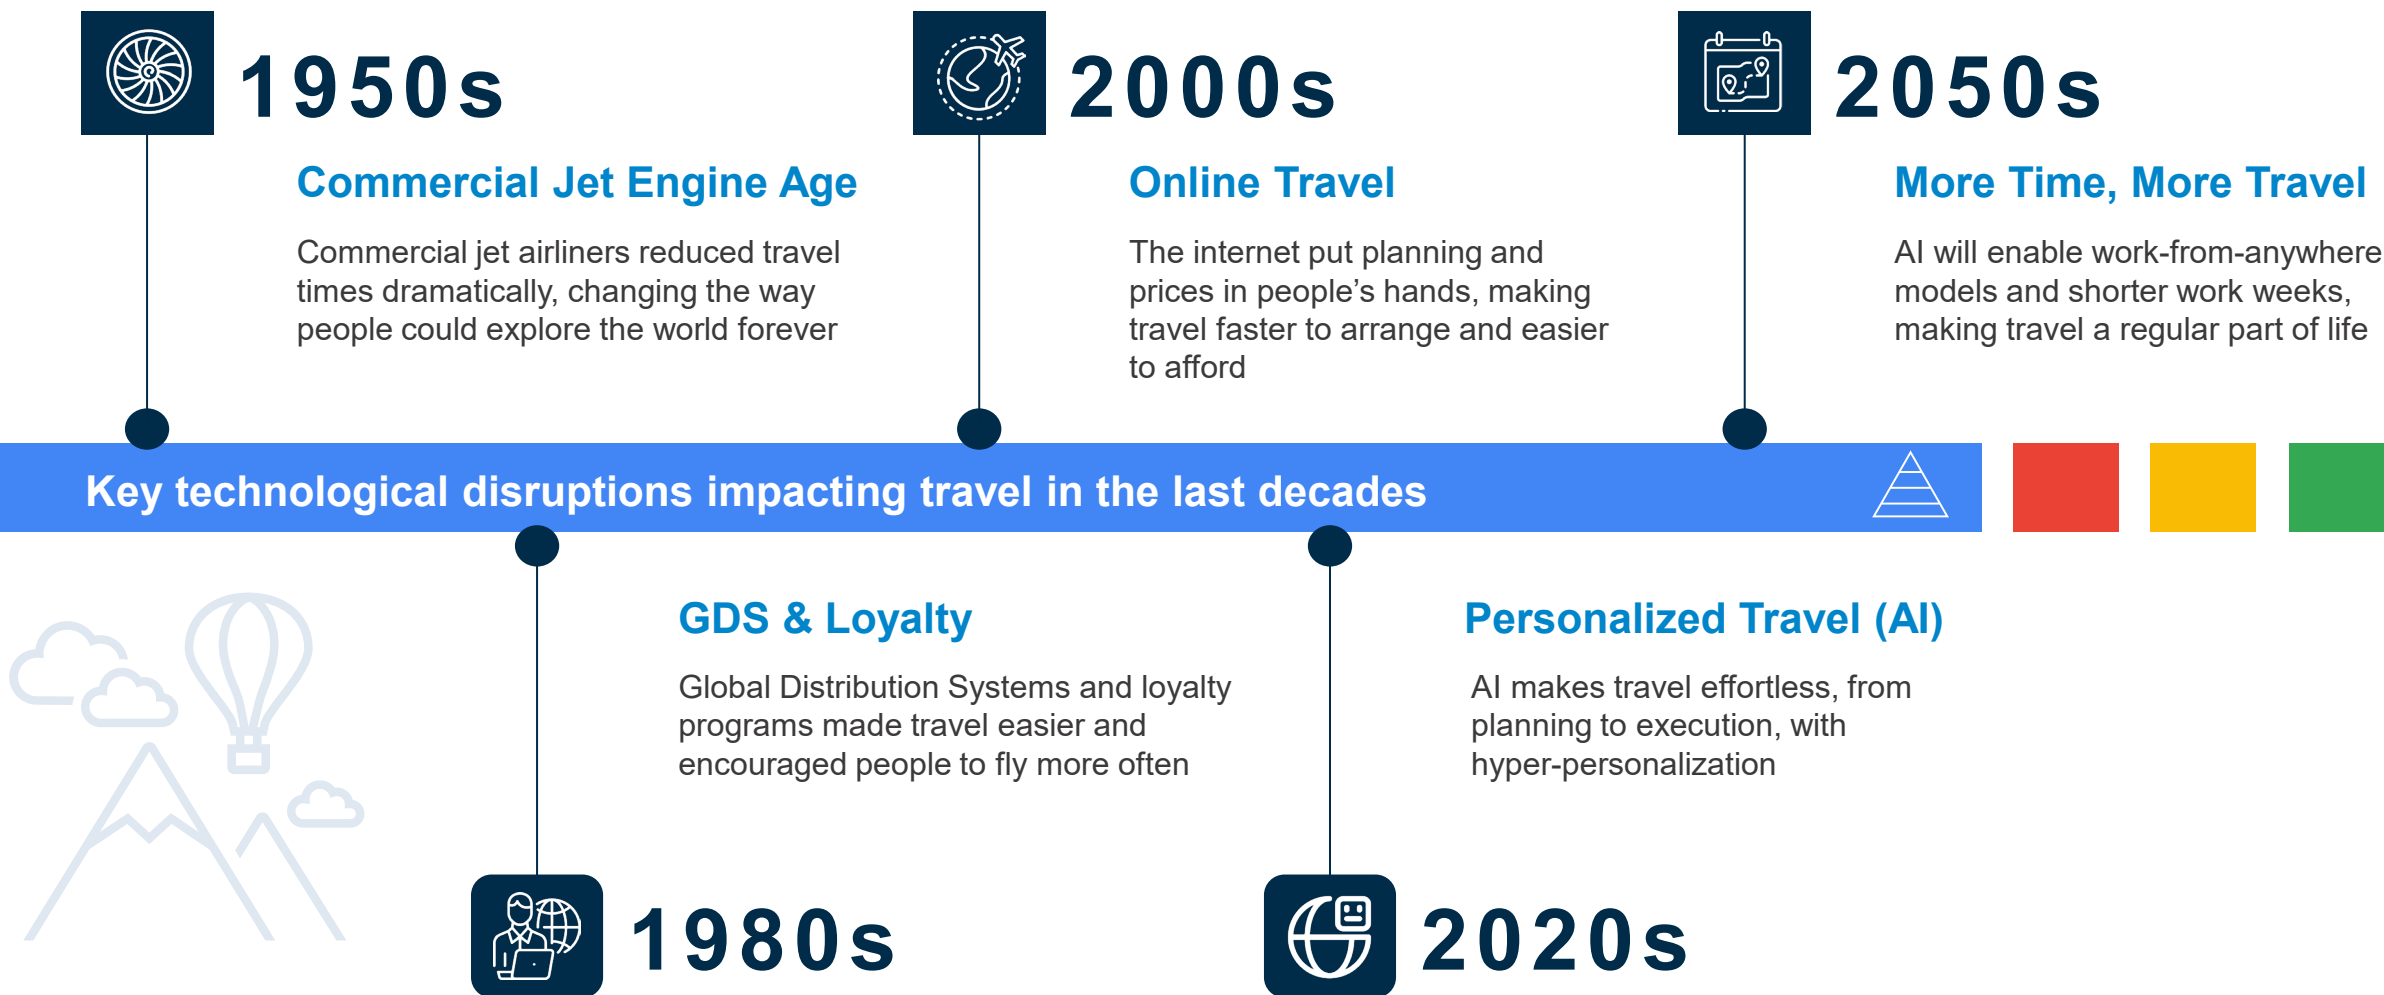 1950s
Commercial Jet Engine Age
Commercial jet airliners reduced travel
times dramatically, changing the way
people could explore the world forever
2000s
Online Travel
The internet put planning and
prices in people’s hands, making
travel faster to arrange and easier
to afford
2050s
More Time, More Travel
AI will enable work-from-anywhere
models and shorter work weeks,
making travel a regular part of life
Key technological disruptions impacting travel in the last decades
GDS & Loyalty
Global Distribution Systems and loyalty
programs made travel easier and
encouraged people to fly more often
1980s
Personalized Travel (AI)
AI makes travel effortless, from
planning to execution, with
hyper-personalization
2020s